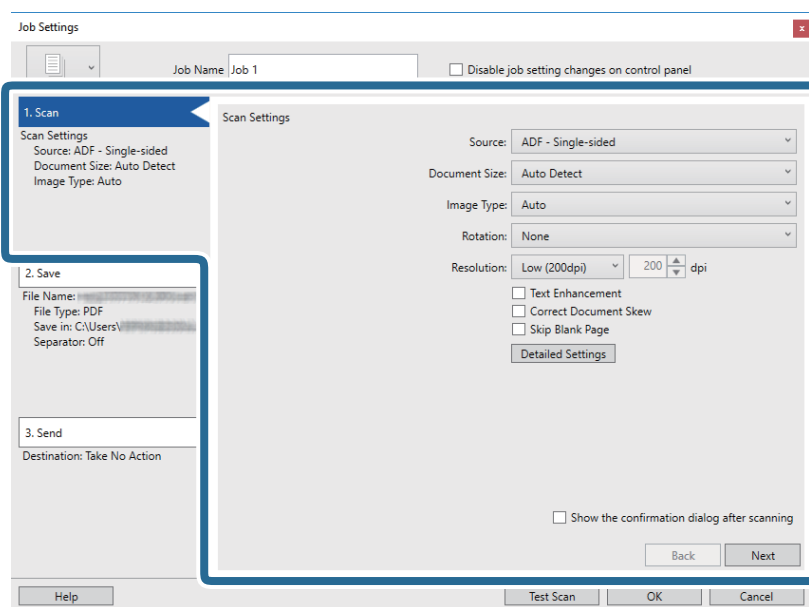 Job Settings
x
Job Name Job 1
Disable job setting changes on control panel
1. Scan
Scan Settings
Source: ADF - Single-sided
Document Size: Auto Detect
Image Type: Auto
2. Save
File Name:
File Type: PDF
Save in: C:\Users\
Separator: Off
3. Send
Destination: Take No Action
Scan Settings
Source: ADF - Single-sided
Document Size: Auto Detect
Image Type: Auto
Rotation: None
Resolution: Low (200dpi) 200 dpi
Text Enhancement
Correct Document Skew
Skip Blank Page
Detailed Settings
Show the confirmation dialog after scanning
Back Next
Help Test Scan OK Cancel